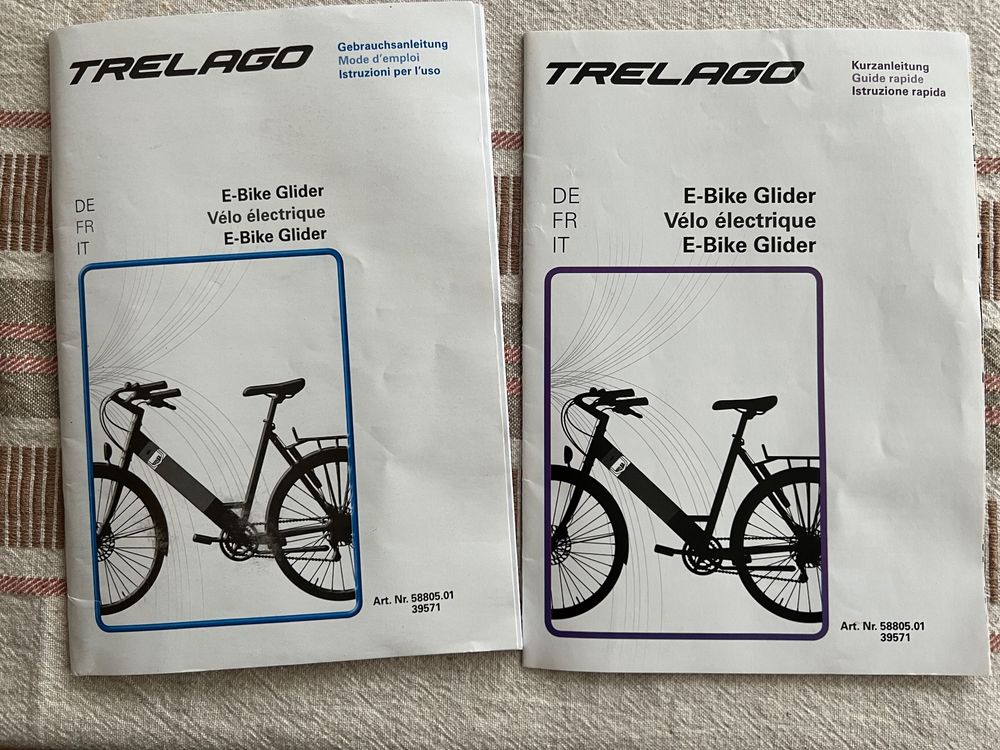 TRELAGO
Gebrauchsanleitung
Mode d'emploi
Istruzioni per l'uso
DE
FR
IT
E-Bike Glider
Vélo électrique
E-Bike Glider
Art. Nr. 58805.01
39571
TRELAGO
Kurzanleitung
Guide rapide
Istruzione rapida
DE
FR
IT
E-Bike Glider
Vélo électrique
E-Bike Glider
Art. Nr. 58805.01
39571